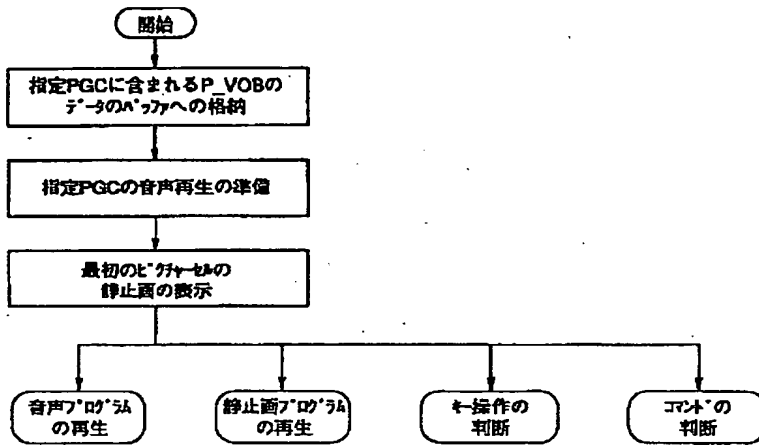 開始
指定PGCに含まれるP_VOBの
ﾃﾞｰﾀのﾊﾞｯﾌｧへの格納
指定PGCの音声再生の準備
最初のﾋﾟｸﾁｬｰｾﾙの
静止画の表示
音声ﾌﾟﾛｸﾞﾗﾑ
の再生
静止画ﾌﾟﾛｸﾞﾗﾑ
の再生
ｷｰ操作の
判断
ｺﾏﾝﾄﾞの
判断